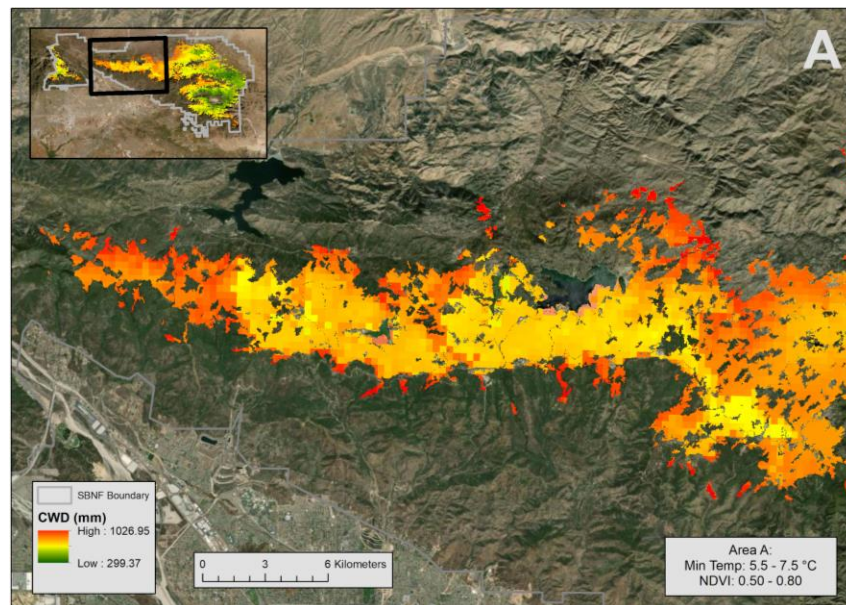 A
SBNF Boundary
CWD (mm)
High : 1026.95
Low : 299.37
0 3 6 Kilometers
Area A:
Min Temp: 5.5 - 7.5 °C
NDVI: 0.50 - 0.80